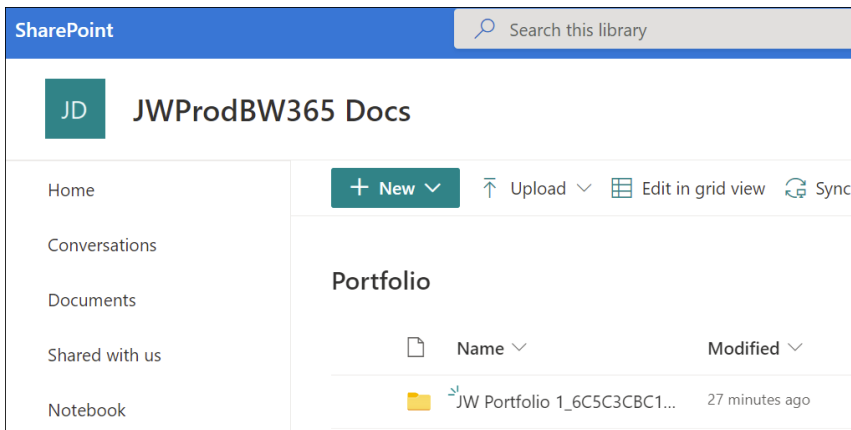 SharePoint
Search this library
JD
JWProdBW365 Docs
Home
Conversations
Documents
Shared with us
Notebook
New
Upload
Edit in grid view
Sync
Portfolio
Name
Modified
JW Portfolio 1_6C5C3CBC1...
27 minutes ago